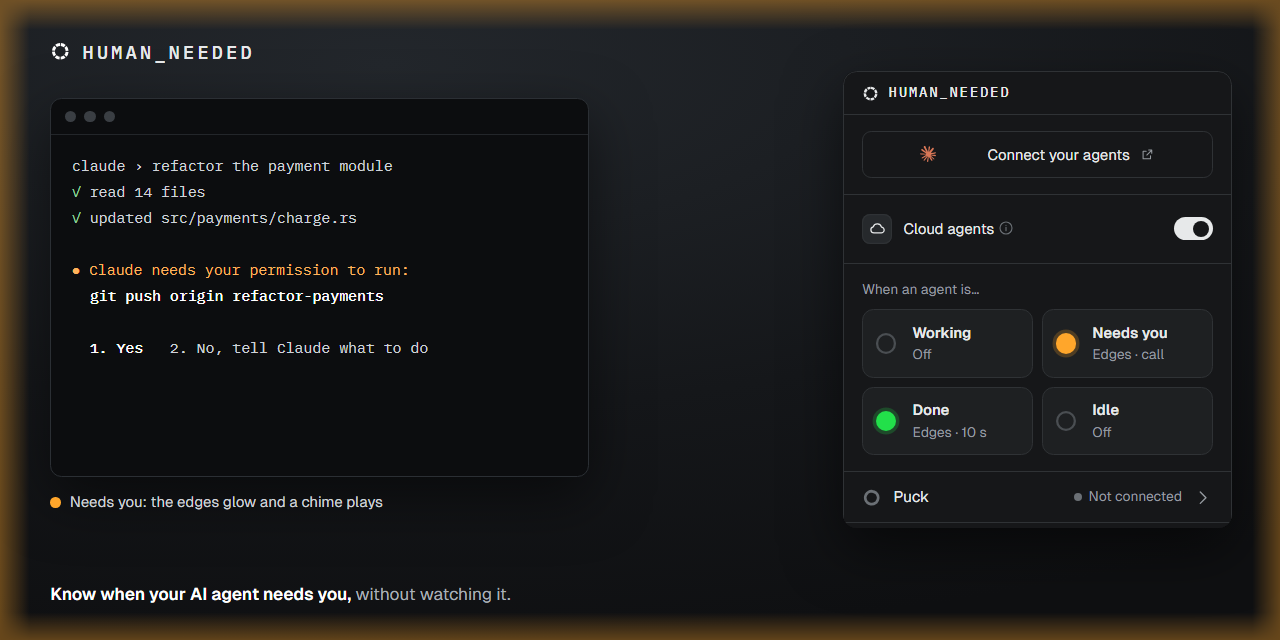 HUMAN_NEEDED
claude › refactor the payment module
√ read 14 files
√ updated src/payments/charge.rs
● Claude needs your permission to run:
git push origin refactor-payments
1. Yes   2. No, tell Claude what to do
Needs you: the edges glow and a chime plays
Know when your AI agent needs you, without watching it.
HUMAN_NEEDED
Connect your agents
Cloud agents
When an agent is…
Working
Off
Needs you
Edges · call
Done
Edges · 10 s
Idle
Off
Puck
Not connected